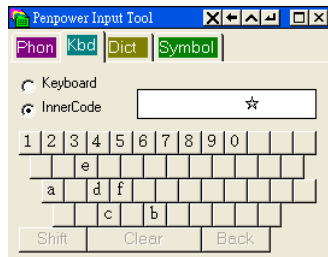 Penpower Input Tool
Phon Kbd Dict Symbol
Keyboard
InnerCode ☆
1 2 3 4 5 6 7 8 9 0
e
a d f
c b
Shift Clear Back